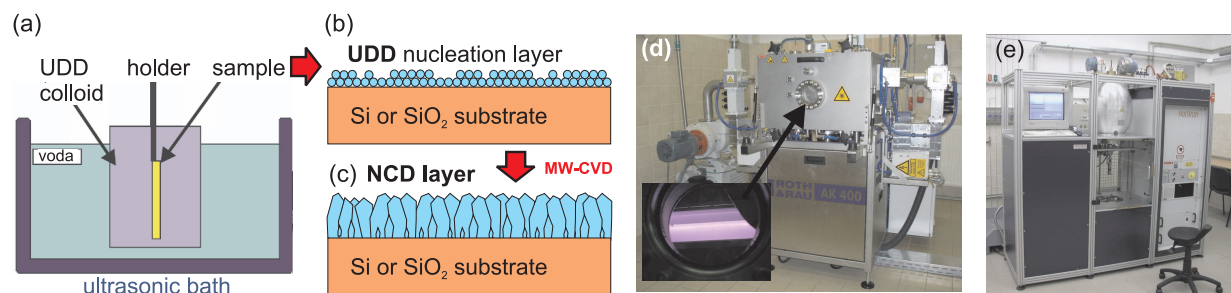 (a)
UDD
colloid
holder
sample
voda
ultrasonic bath
(b)
UDD nucleation layer
Si or SiO₂ substrate
MW-CVD
(c)
NCD layer
Si or SiO₂ substrate
(d)
ROTH
&RAU
AK 400
(e)